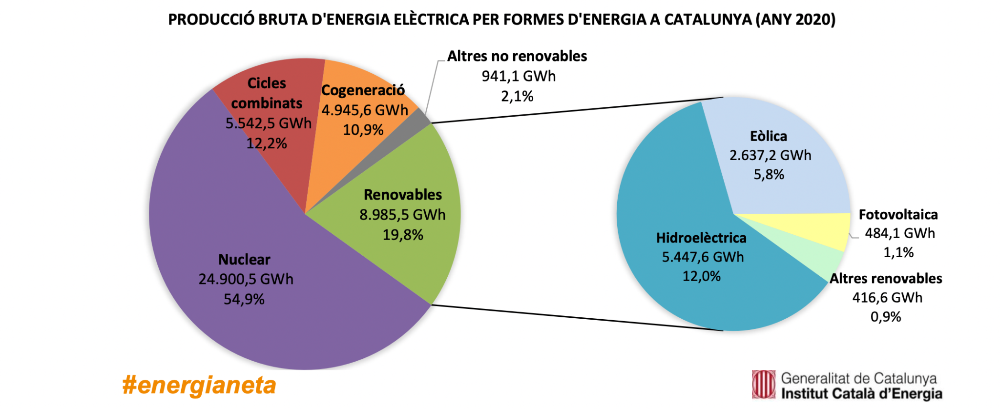 PRODUCCIÓ BRUTA D'ENERGIA ELÈCTRICA PER FORMES D'ENERGIA A CATALUNYA (ANY 2020)
Altres no renovables
941,1 GWh
2,1%
Cicles
combinats
5.542,5 GWh
12,2%
Cogeneració
4.945,6 GWh
10,9%
Renovables
8.985,5 GWh
19,8%
Nuclear
24.900,5 GWh
54,9%
Eòlica
2.637,2 GWh
5,8%
Fotovoltaica
484,1 GWh
1,1%
Hidroelèctrica
5.447,6 GWh
12,0%
Altres renovables
416,6 GWh
0,9%
#energianeta
Generalitat de Catalunya
Institut Català d'Energia